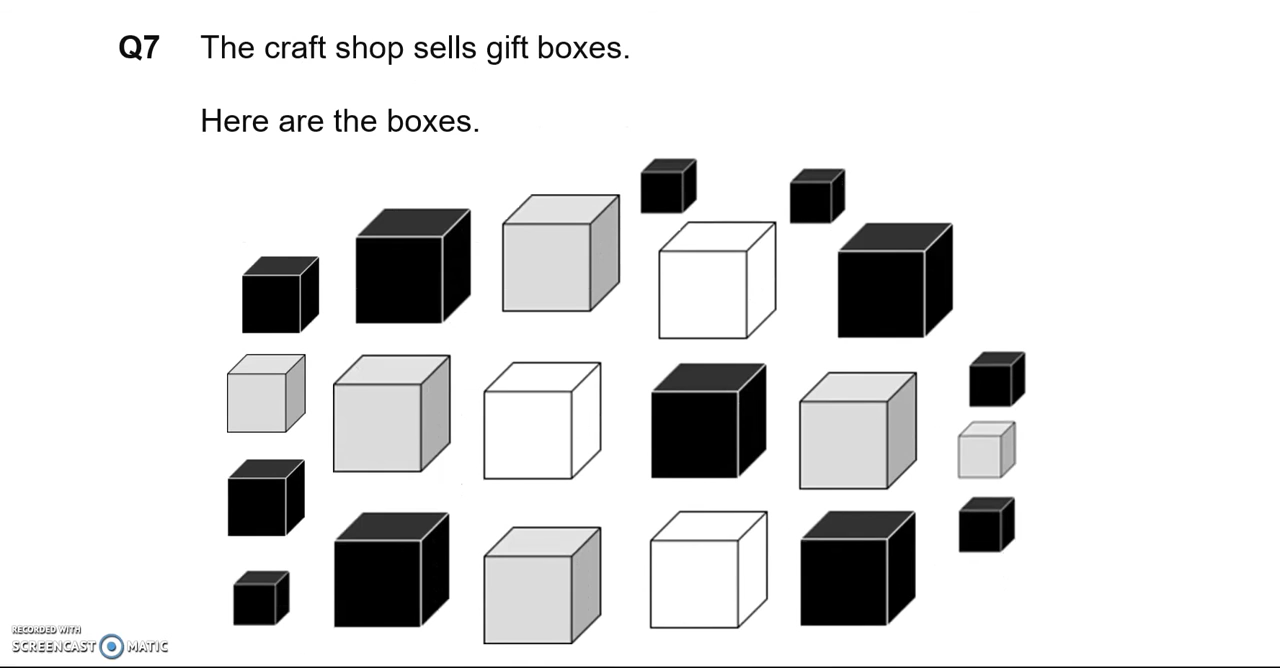 Q7 The craft shop sells gift boxes.
Here are the boxes.
RECORDED WITH
SCREENCAST MATIC